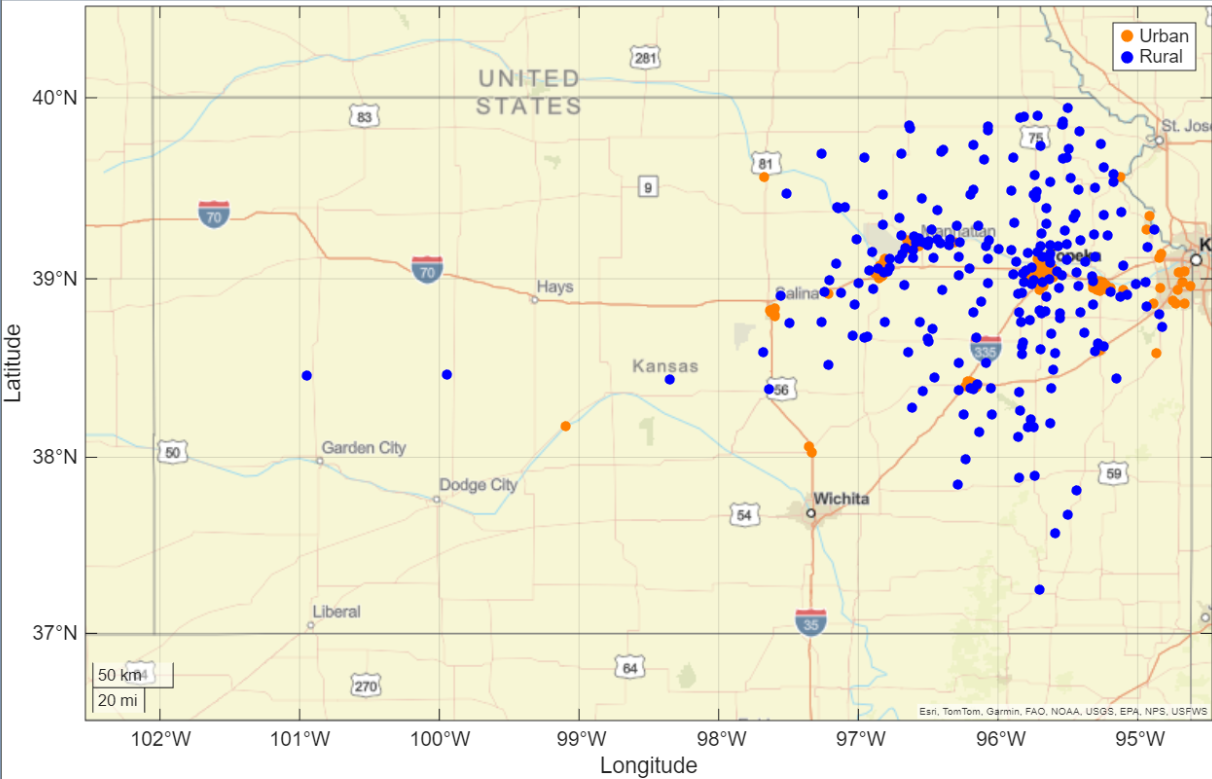 Urban
Rural
281
UNITED
STATES
40°N
83
75
St. Jos
81
9
70
Manhattan
39°N
70
Topeka
K
Hays
Salina
Latitude
335
Kansas
56
50
Garden City
38°N
59
Dodge City
54
Wichita
Liberal
35
37°N
64
50 km
270
20 mi
Esri, TomTom, Garmin, FAO, NOAA, USGS, EPA, NPS, USFWS
102°W
101°W
100°W
99°W
98°W
97°W
96°W
95°W
Longitude